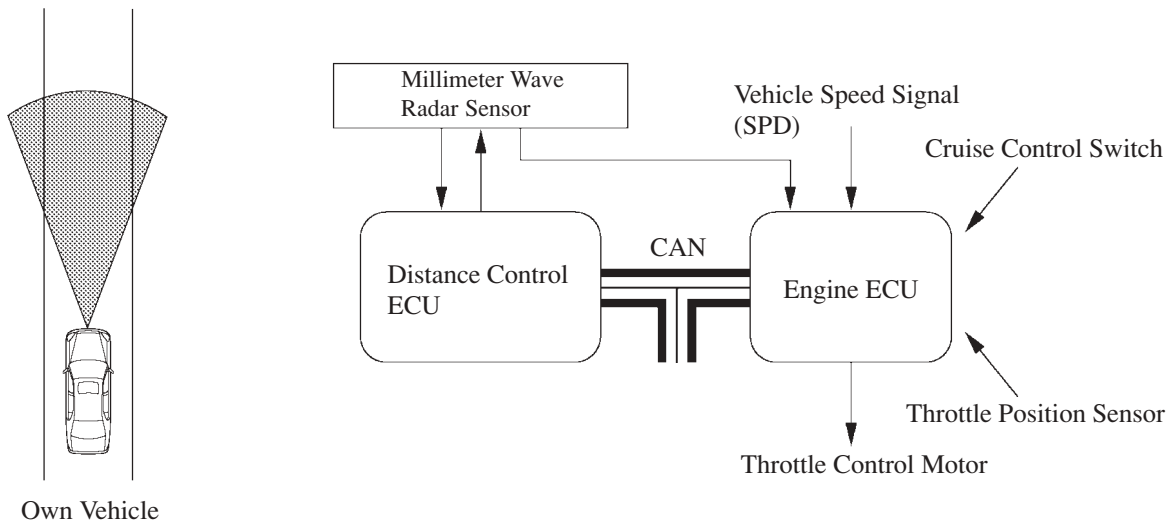 Millimeter Wave
Radar Sensor
Vehicle Speed Signal
(SPD)
Cruise Control Switch
CAN
Distance Control
ECU
Engine ECU
Throttle Position Sensor
Throttle Control Motor
Own Vehicle